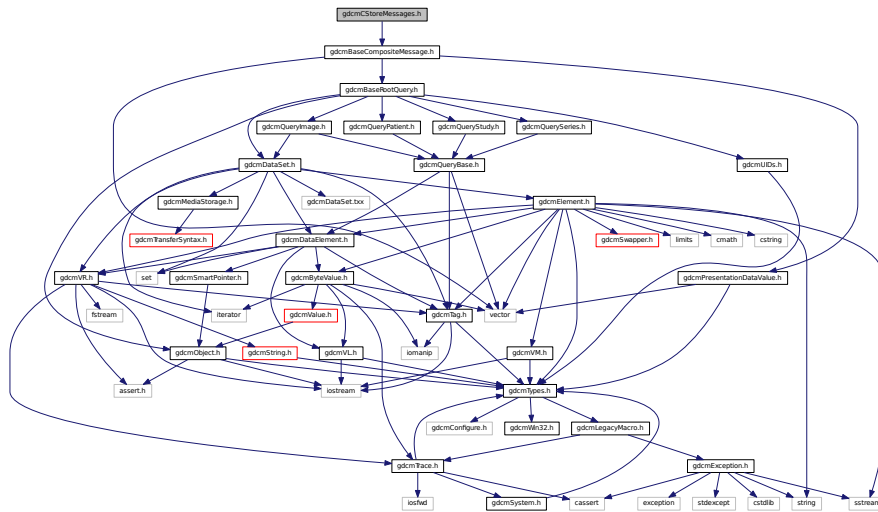 gdcmCStoreMessages.h
gdcmBaseCompositeMessage.h
gdcmBaseRootQuery.h
gdcmQueryImage.h
gdcmQueryPatient.h
gdcmQueryStudy.h
gdcmQuerySeries.h
gdcmDataSet.h
gdcmQueryBase.h
gdcmUIDs.h
gdcmMediaStorage.h
gdcmDataSet.txx
gdcmElement.h
gdcmTransferSyntax.h
gdcmDataElement.h
gdcmSwapper.h
limits
cmath
cstring
gdcmVR.h
set
gdcmSmartPointer.h
gdcmByteValue.h
gdcmPresentationDataValue.h
fstream
iterator
gdcmValue.h
gdcmTag.h
vector
gdcmObject.h
gdcmString.h
gdcmVL.h
iomanip
gdcmVM.h
assert.h
iostream
gdcmTypes.h
gdcmConfigure.h
gdcmWin32.h
gdcmLegacyMacro.h
gdcmTrace.h
gdcmException.h
iosfwd
gdcmSystem.h
cassert
exception
stdexcept
cstdlib
string
sstream